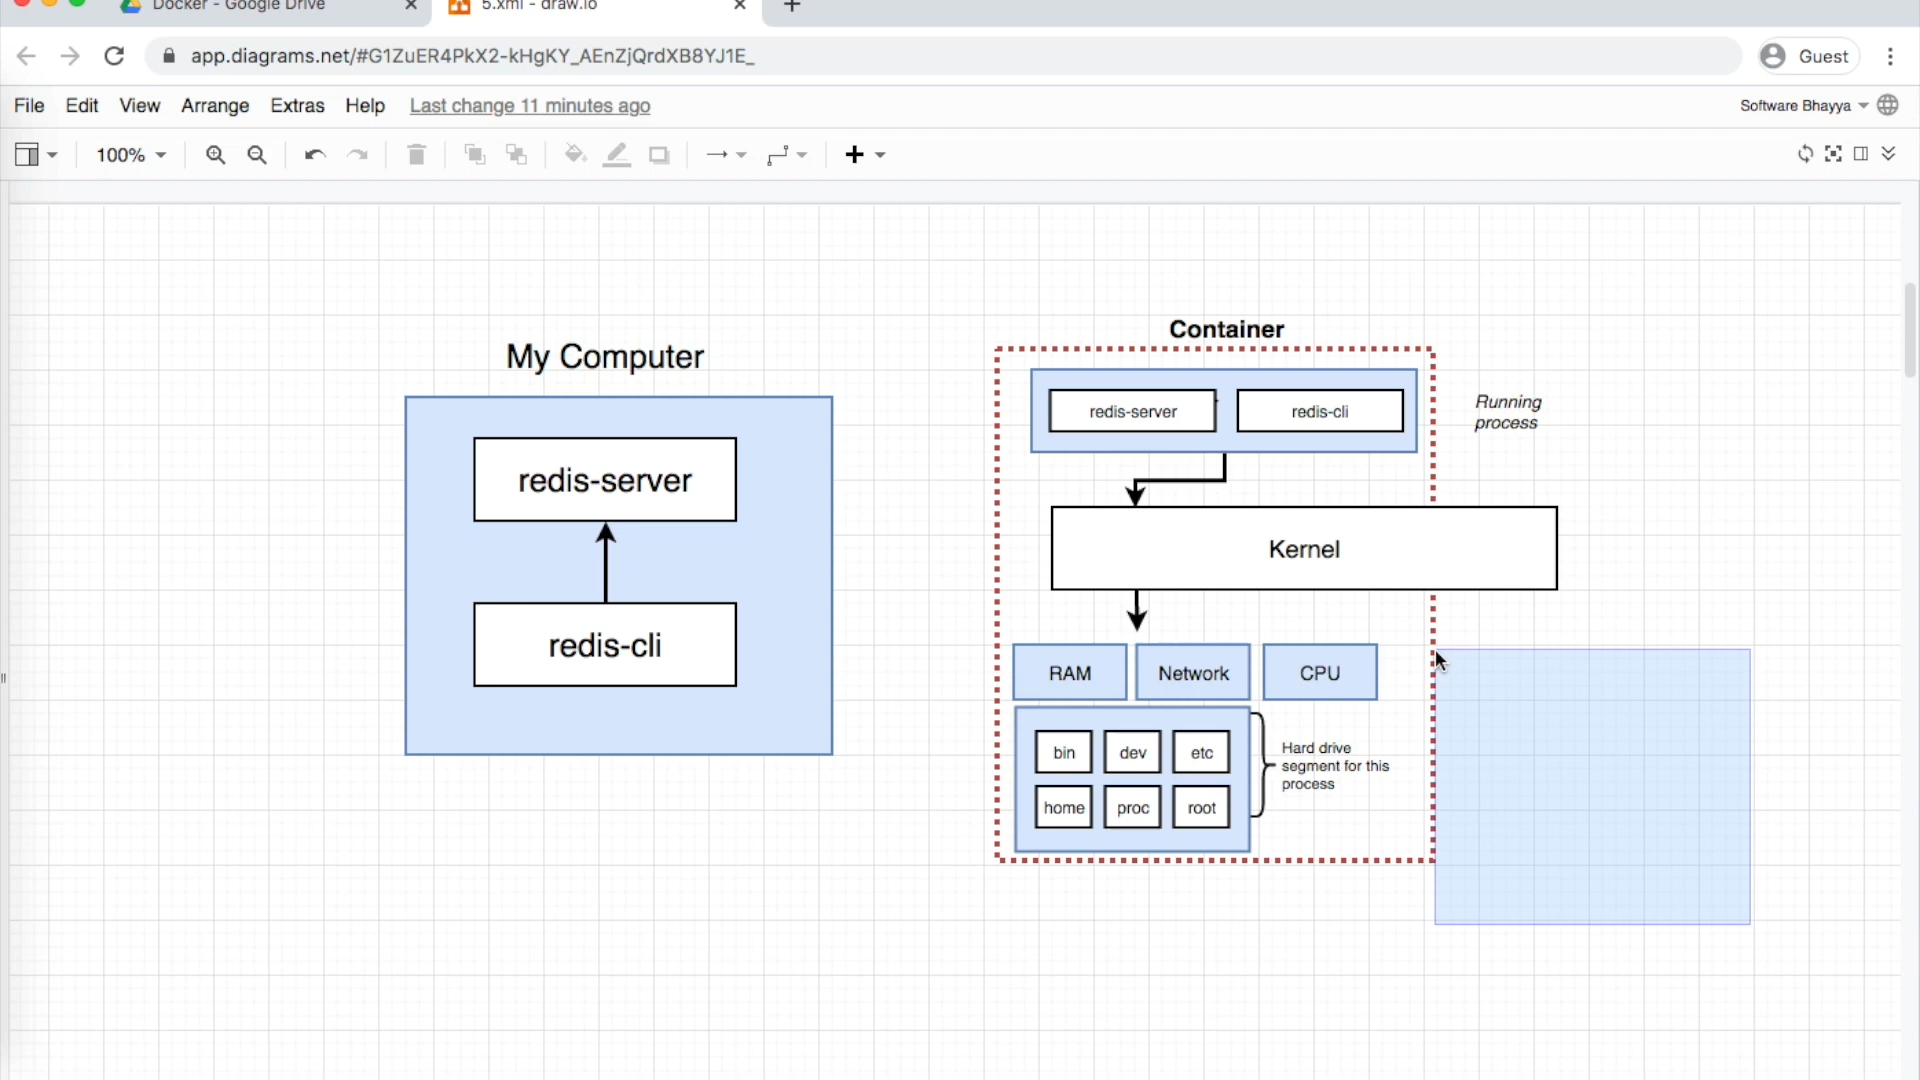 Docker - Google Drive
5.xml - draw.io
app.diagrams.net/#G1ZuER4PkX2-kHgKY_AEnZjQrdXB8YJ1E_
Guest
File Edit View Arrange Extras Help Last change 11 minutes ago
Software Bhayya
100%
My Computer
redis-server
redis-cli
Container
redis-server redis-cli
Running
process
Kernel
RAM Network CPU
bin dev etc
home proc root
Hard drive
segment for this
process